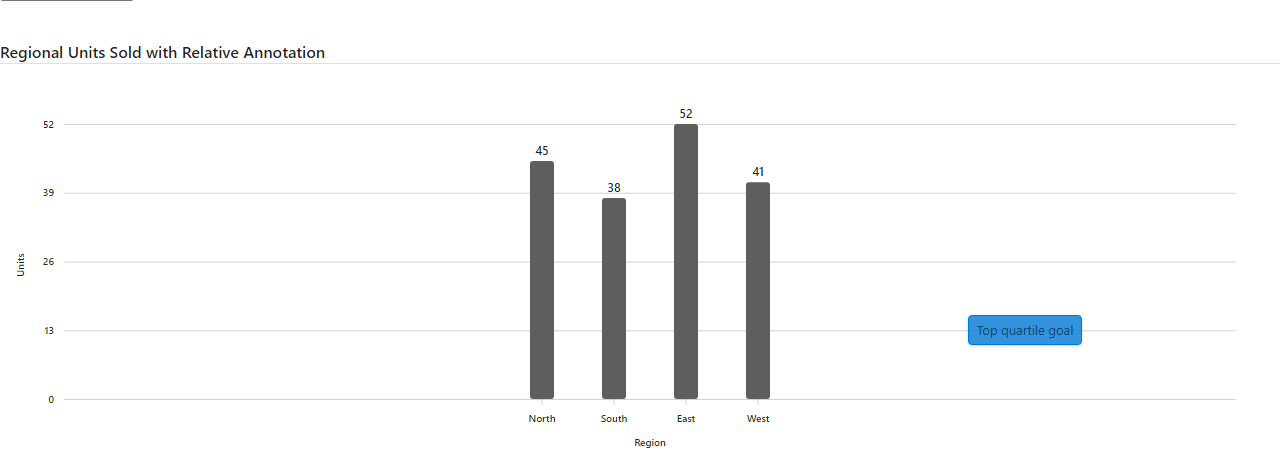 Regional Units Sold with Relative Annotation
52
45
38
52
41
39
26
13
0
Units
Top quartile goal
North South East West
Region